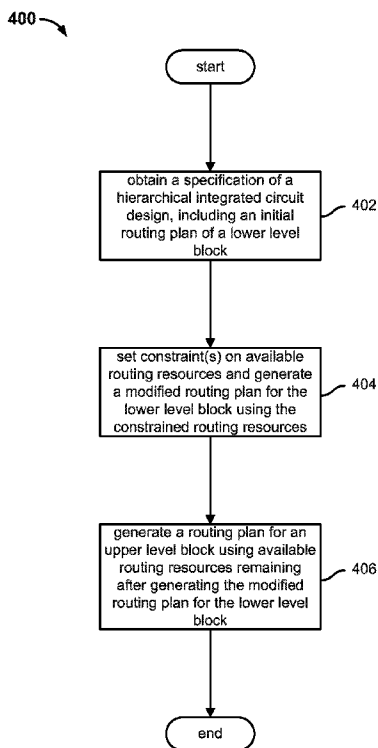 400
start
obtain a specification of a
hierarchical integrated circuit
design, including an initial
routing plan of a lower level
block
402
set constraint(s) on available
routing resources and generate
a modified routing plan for the
lower level block using the
constrained routing resources
404
generate a routing plan for an
upper level block using available
routing resources remaining
after generating the modified
routing plan for the lower level
block
406
end